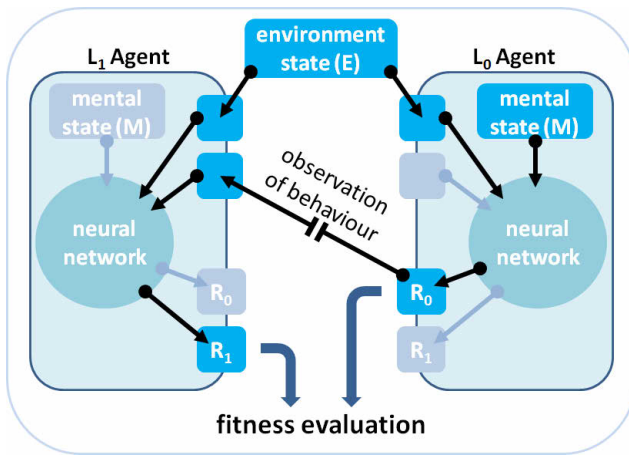 environment
state (E)
L₁ Agent
L₀ Agent
mental
state (M)
mental
state (M)
observation
of behaviour
neural
network
neural
network
R₀
R₀
R₁
R₁
fitness evaluation